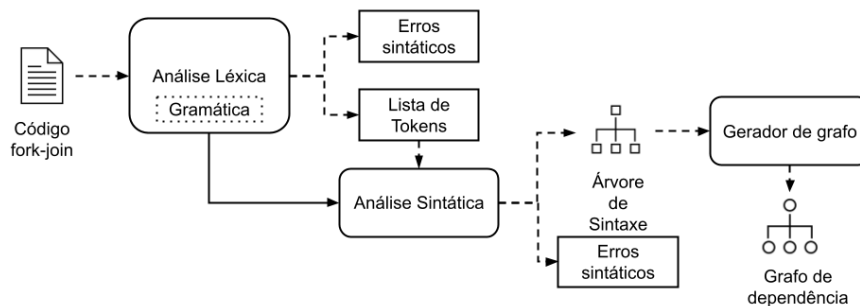 Código
fork-join
Análise Léxica
Gramática
Erros
sintáticos
Lista de
Tokens
Análise Sintática
Árvore
de
Sintaxe
Erros
sintáticos
Gerador de grafo
Grafo de
dependência